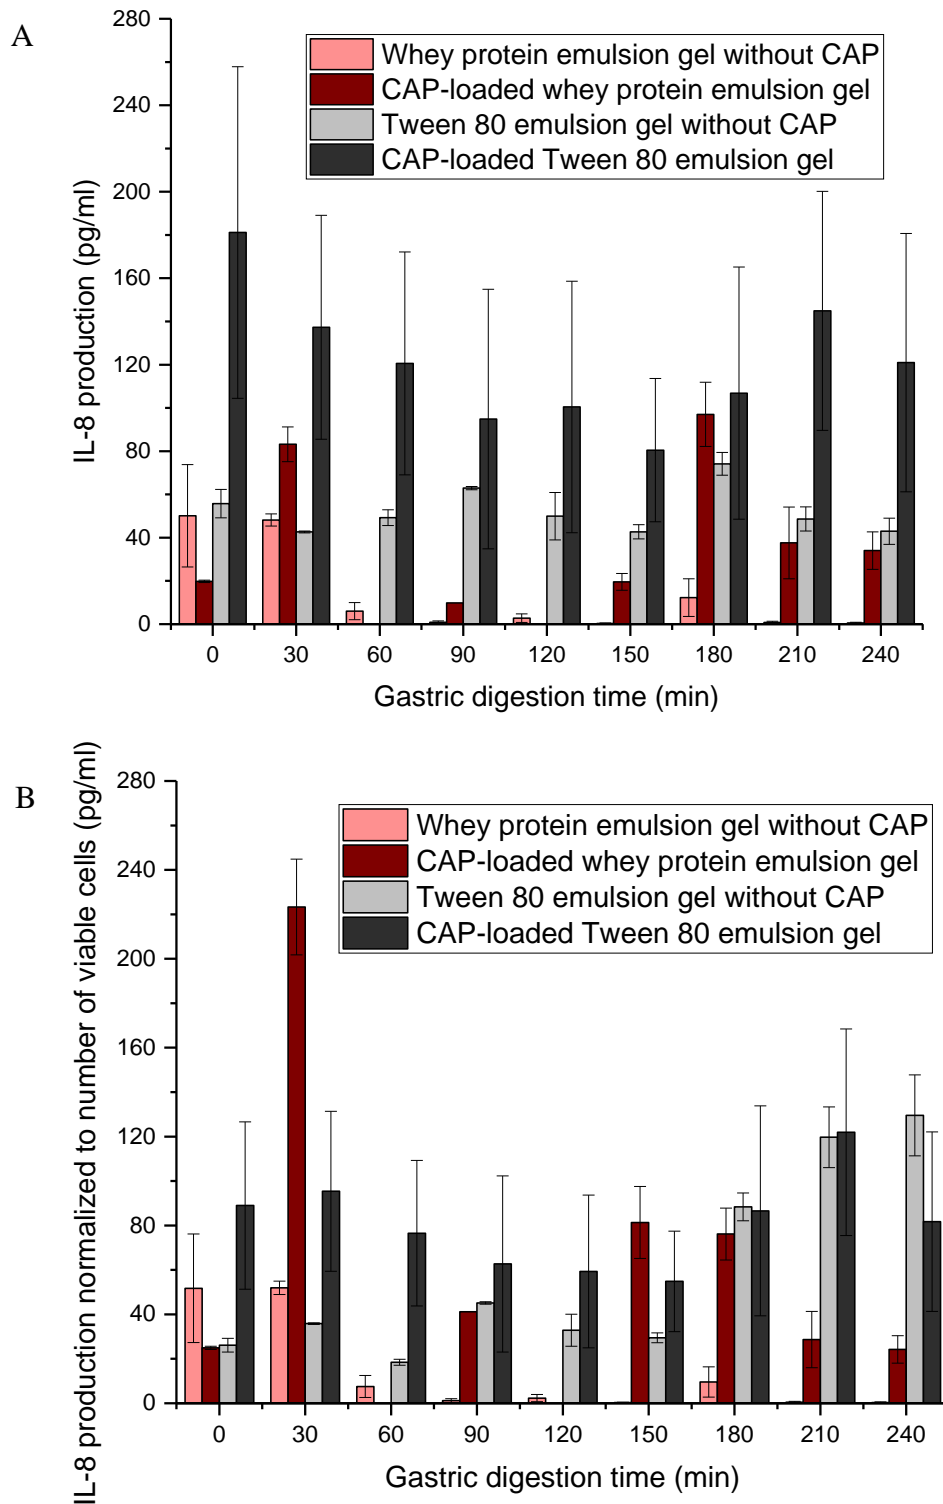 A
280
240
200
160
120
80
40
0
IL-8 production (pg/ml)
Whey protein emulsion gel without CAP
CAP-loaded whey protein emulsion gel
Tween 80 emulsion gel without CAP
CAP-loaded Tween 80 emulsion gel
0 30 60 90 120 150 180 210 240
Gastric digestion time (min)
B
280
240
200
160
120
80
40
0
IL-8 production normalized to number of viable cells (pg/ml)
Whey protein emulsion gel without CAP
CAP-loaded whey protein emulsion gel
Tween 80 emulsion gel without CAP
CAP-loaded Tween 80 emulsion gel
0 30 60 90 120 150 180 210 240
Gastric digestion time (min)